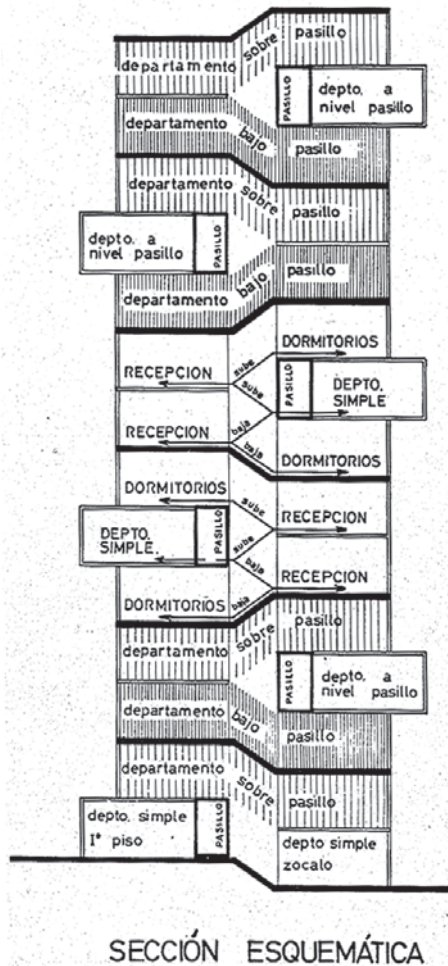 departamento sobre pasillo
PASILLO
depto, a
nivel pasillo
departamento bajo pasillo
departamento sobre pasillo
depto, a
nivel pasillo
PASILLO
departamento bajo pasillo
DORMITORIOS
sube
RECEPCION
sube
PASILLO
DEPTO,
SIMPLE
baja
RECEPCION
baja
DORMITORIOS
DORMITORIOS
sube
RECEPCION
DEPTO,
SIMPLE,
PASILLO
sube
baja
RECEPCION
DORMITORIOS
baja
departamento sobre pasillo
PASILLO
depto, a
nivel pasillo
departamento bajo pasillo
departamento sobre pasillo
depto, simple
1° piso
PASILLO
depto simple
zocalo
SECCIÓN ESQUEMÁTICA